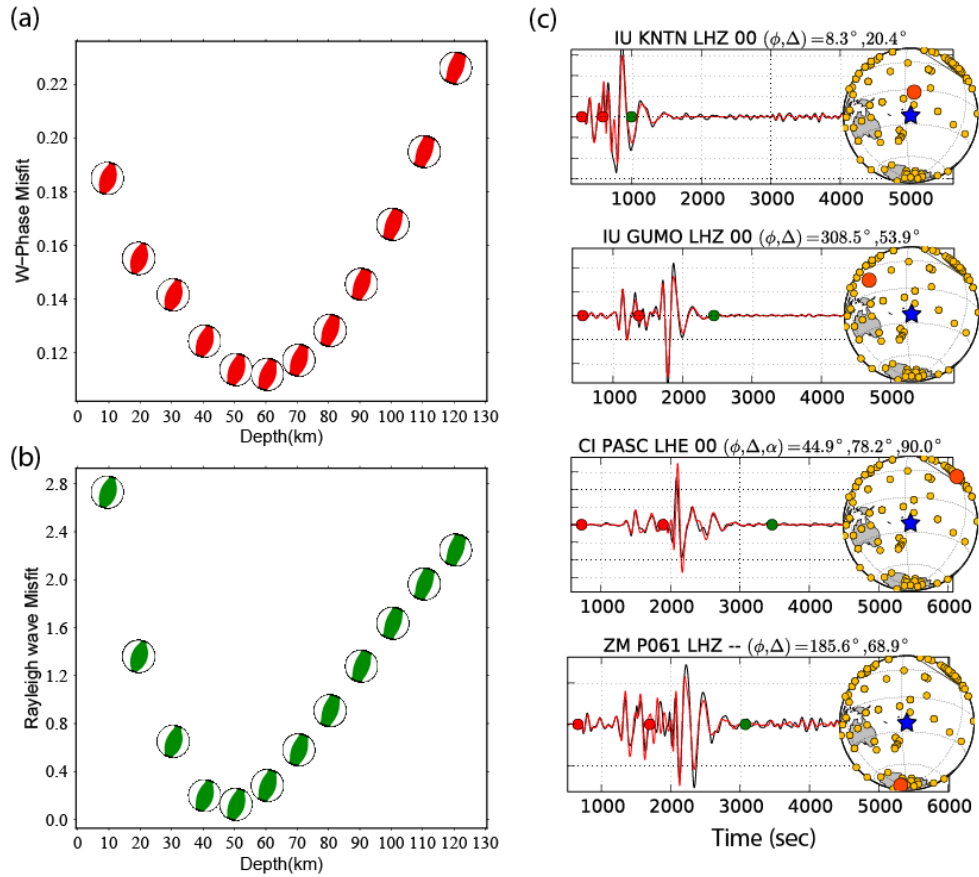 (a)
W-Phase Misfit
0.22
0.20
0.18
0.16
0.14
0.12
0 10 20 30 40 50 60 70 80 90 100 110 120 130
Depth(km)
(b)
Rayleigh wave Misfit
2.8
2.4
2.0
1.6
1.2
0.8
0.4
0.0
0 10 20 30 40 50 60 70 80 90 100 110 120 130
Depth(km)
(c)
IU KNTN LHZ 00 (ϕ,Δ)=8.3°,20.4°
1000 2000 3000 4000 5000
IU GUMO LHZ 00 (ϕ,Δ)=308.5°,53.9°
1000 2000 3000 4000 5000
CI PASC LHE 00 (ϕ,Δ,α)=44.9°,78.2°,90.0°
1000 2000 3000 4000 5000 6000
ZM P061 LHZ -- (ϕ,Δ)=185.6°,68.9°
1000 2000 3000 4000 5000 6000
Time (sec)